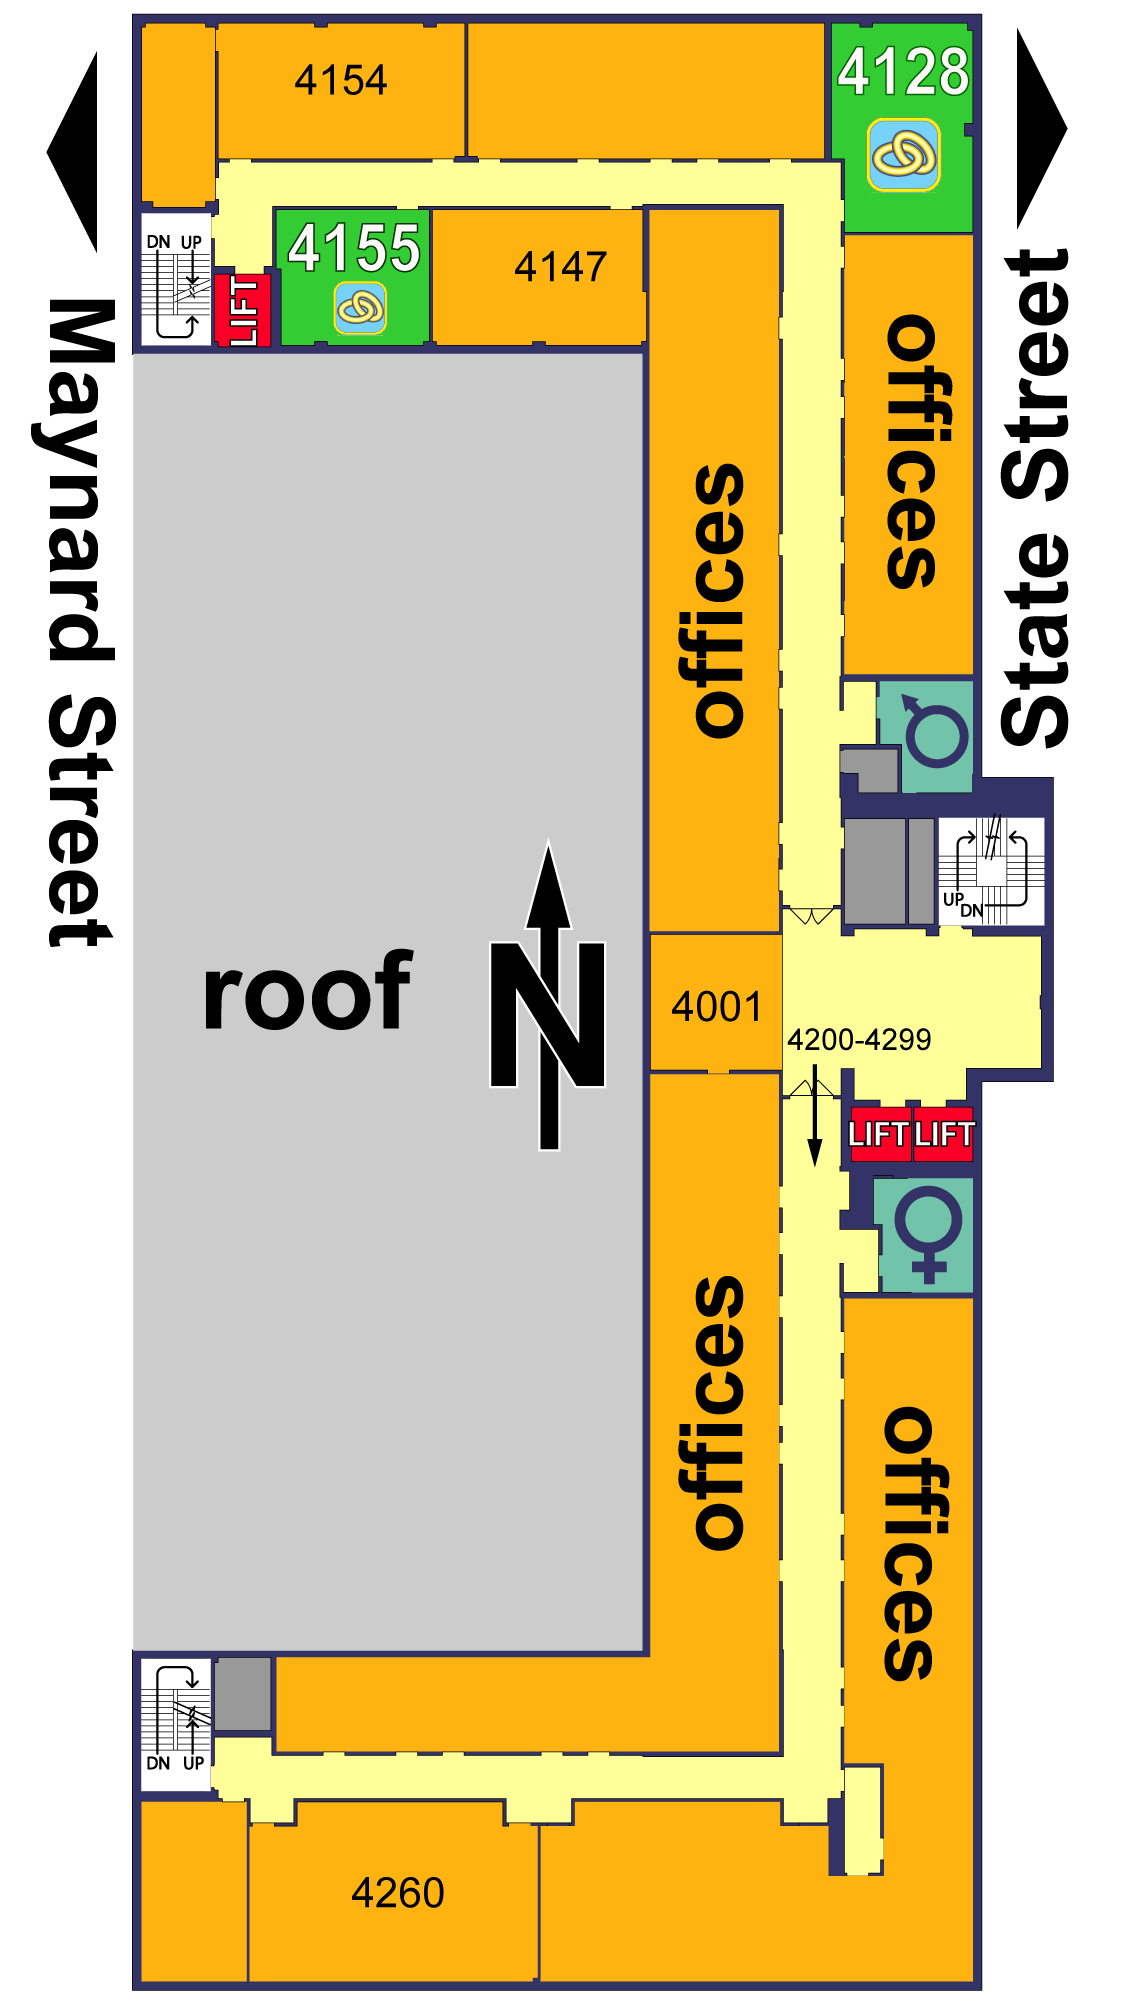 4154
4128
DN UP
LIFT
4155
4147
Maynard Street
State Street
offices
offices
UP
DN
roof
N
4001
4200-4299
LIFT LIFT
offices
offices
DN UP
4260